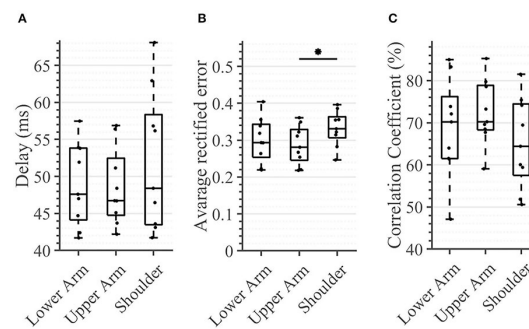 A
B
C
Delay (ms)
65
60
55
50
45
40
Lower Arm
Upper Arm
Shoulder
Avarage rectified error
0.5
0.4
0.3
0.2
0.1
0
*
Lower Arm
Upper Arm
Shoulder
Correlation Coefficient (%)
80
70
60
50
40
Lower Arm
Upper Arm
Shoulder